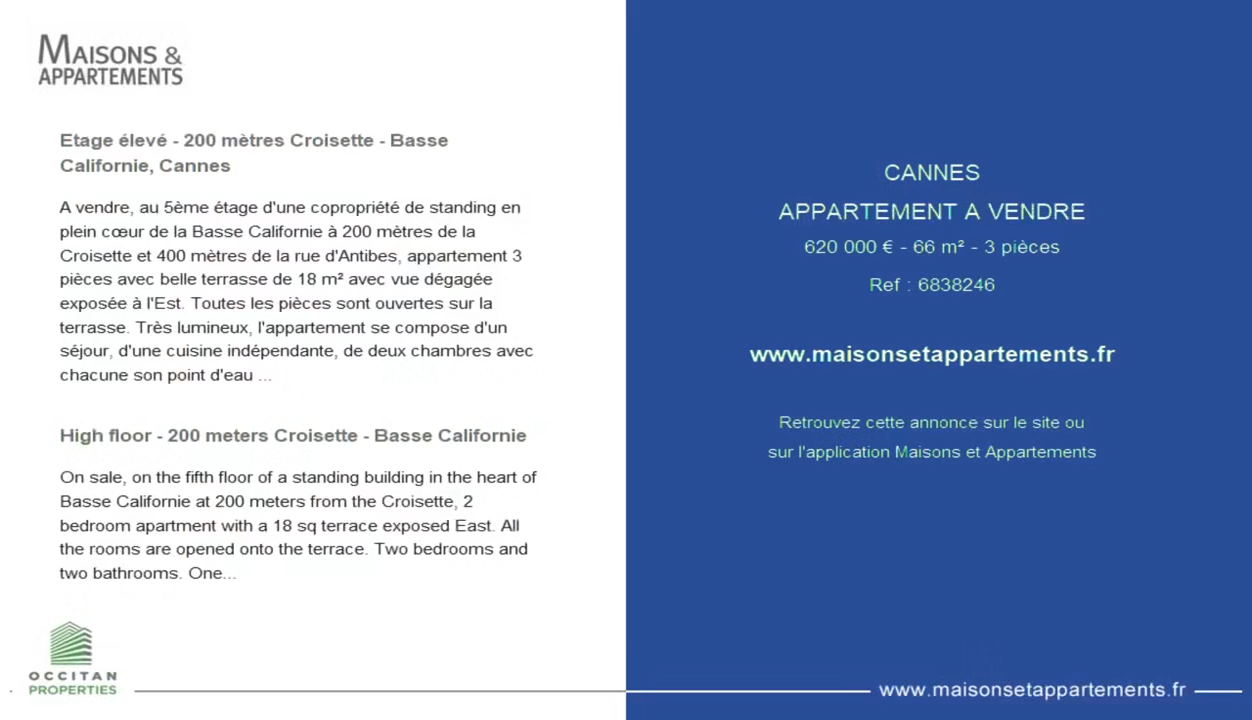 MAISONS &
APPARTEMENTS
Etage élevé - 200 mètres Croisette - Basse
Californie, Cannes
A vendre, au 5ème étage d'une copropriété de standing en
plein cœur de la Basse Californie à 200 mètres de la
Croisette et 400 mètres de la rue d'Antibes, appartement 3
pièces avec belle terrasse de 18 m² avec vue dégagée
exposée à l'Est. Toutes les pièces sont ouvertes sur la
terrasse. Très lumineux, l'appartement se compose d'un
séjour, d'une cuisine indépendante, de deux chambres avec
chacune son point d'eau ...
High floor - 200 meters Croisette - Basse Californie
On sale, on the fifth floor of a standing building in the heart of
Basse Californie at 200 meters from the Croisette, 2
bedroom apartment with a 18 sq terrace exposed East. All
the rooms are opened onto the terrace. Two bedrooms and
two bathrooms. One...
OCCITAN
PROPERTIES
CANNES
APPARTEMENT A VENDRE
620 000 € - 66 m² - 3 pièces
Ref : 6838246
www.maisonsetappartements.fr
Retrouvez cette annonce sur le site ou
sur l'application Maisons et Appartements
www.maisonsetappartements.fr